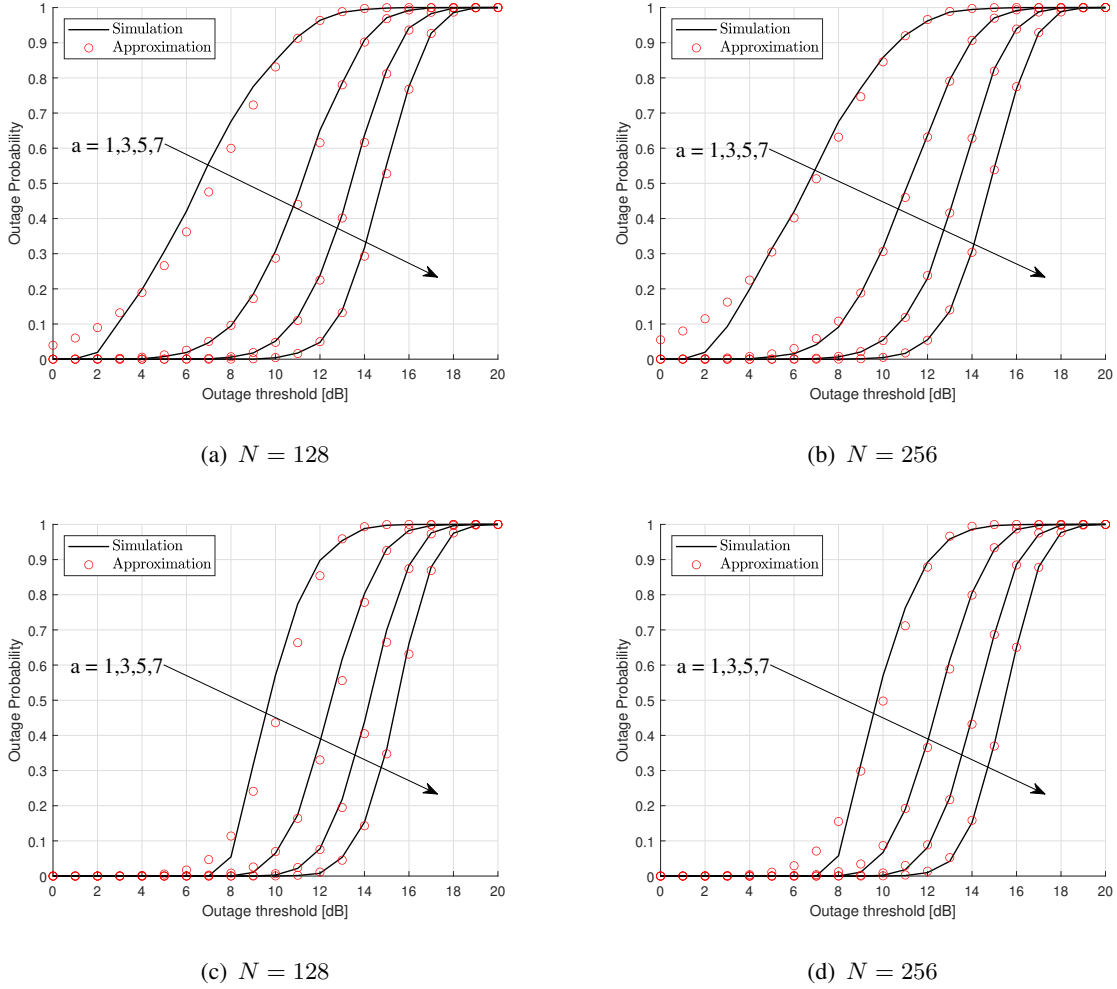 1
0.9
0.8
0.7
0.6
0.5
0.4
0.3
0.2
0.1
0
Outage Probability
Simulation
Approximation
a = 1,3,5,7
0 2 4 6 8 10 12 14 16 18 20
Outage threshold [dB]
(a) N = 128
1
0.9
0.8
0.7
0.6
0.5
0.4
0.3
0.2
0.1
0
Outage Probability
Simulation
Approximation
a = 1,3,5,7
0 2 4 6 8 10 12 14 16 18 20
Outage threshold [dB]
(b) N = 256
1
0.9
0.8
0.7
0.6
0.5
0.4
0.3
0.2
0.1
0
Outage Probability
Simulation
Approximation
a = 1,3,5,7
0 2 4 6 8 10 12 14 16 18 20
Outage threshold [dB]
(c) N = 128
1
0.9
0.8
0.7
0.6
0.5
0.4
0.3
0.2
0.1
0
Outage Probability
Simulation
Approximation
a = 1,3,5,7
0 2 4 6 8 10 12 14 16 18 20
Outage threshold [dB]
(d) N = 256